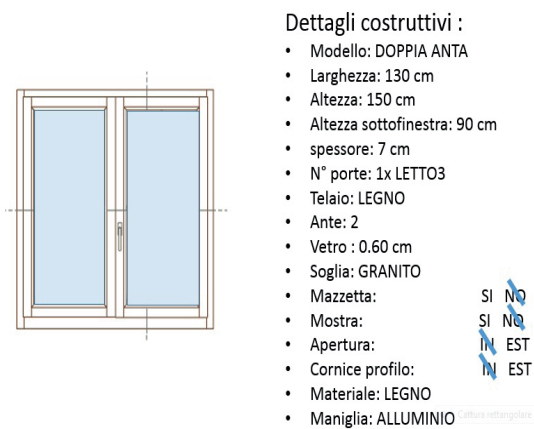 Dettagli costruttivi :
• Modello: DOPPIA ANTA
• Larghezza: 130 cm
• Altezza: 150 cm
• Altezza sottofinestra: 90 cm
• spessore: 7 cm
• N° porte: 1x LETTO3
• Telaio: LEGNO
• Ante: 2
• Vetro : 0.60 cm
• Soglia: GRANITO
• Mazzetta: SI NO
• Mostra: SI NO
• Apertura: IN EST
• Cornice profilo: IN EST
• Materiale: LEGNO
• Maniglia: ALLUMINIO
Cattura rettangolare